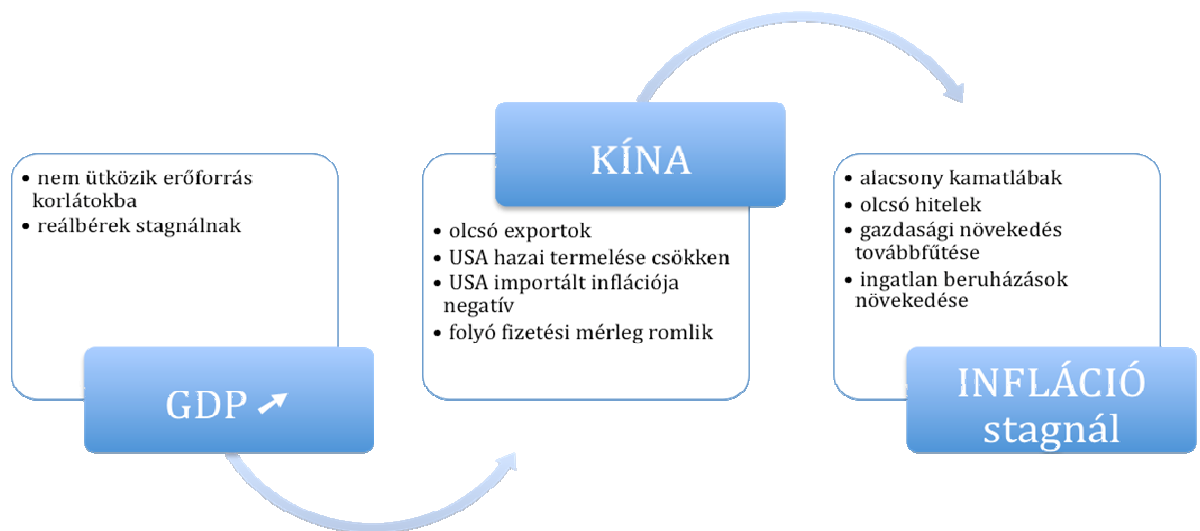 • nem ütközik erőforrás
korlátokba
• reálbérek stagnálnak
GDP ➚
KÍNA
• olcsó exportok
• USA hazai termelése csökken
• USA importált inflációja
negatív
• folyó fizetési mérleg romlik
• alacsony kamatlábak
• olcsó hitelek
• gazdasági növekedés
továbbfűtése
• ingatlan beruházások
növekedése
INFLÁCIÓ
stagnál